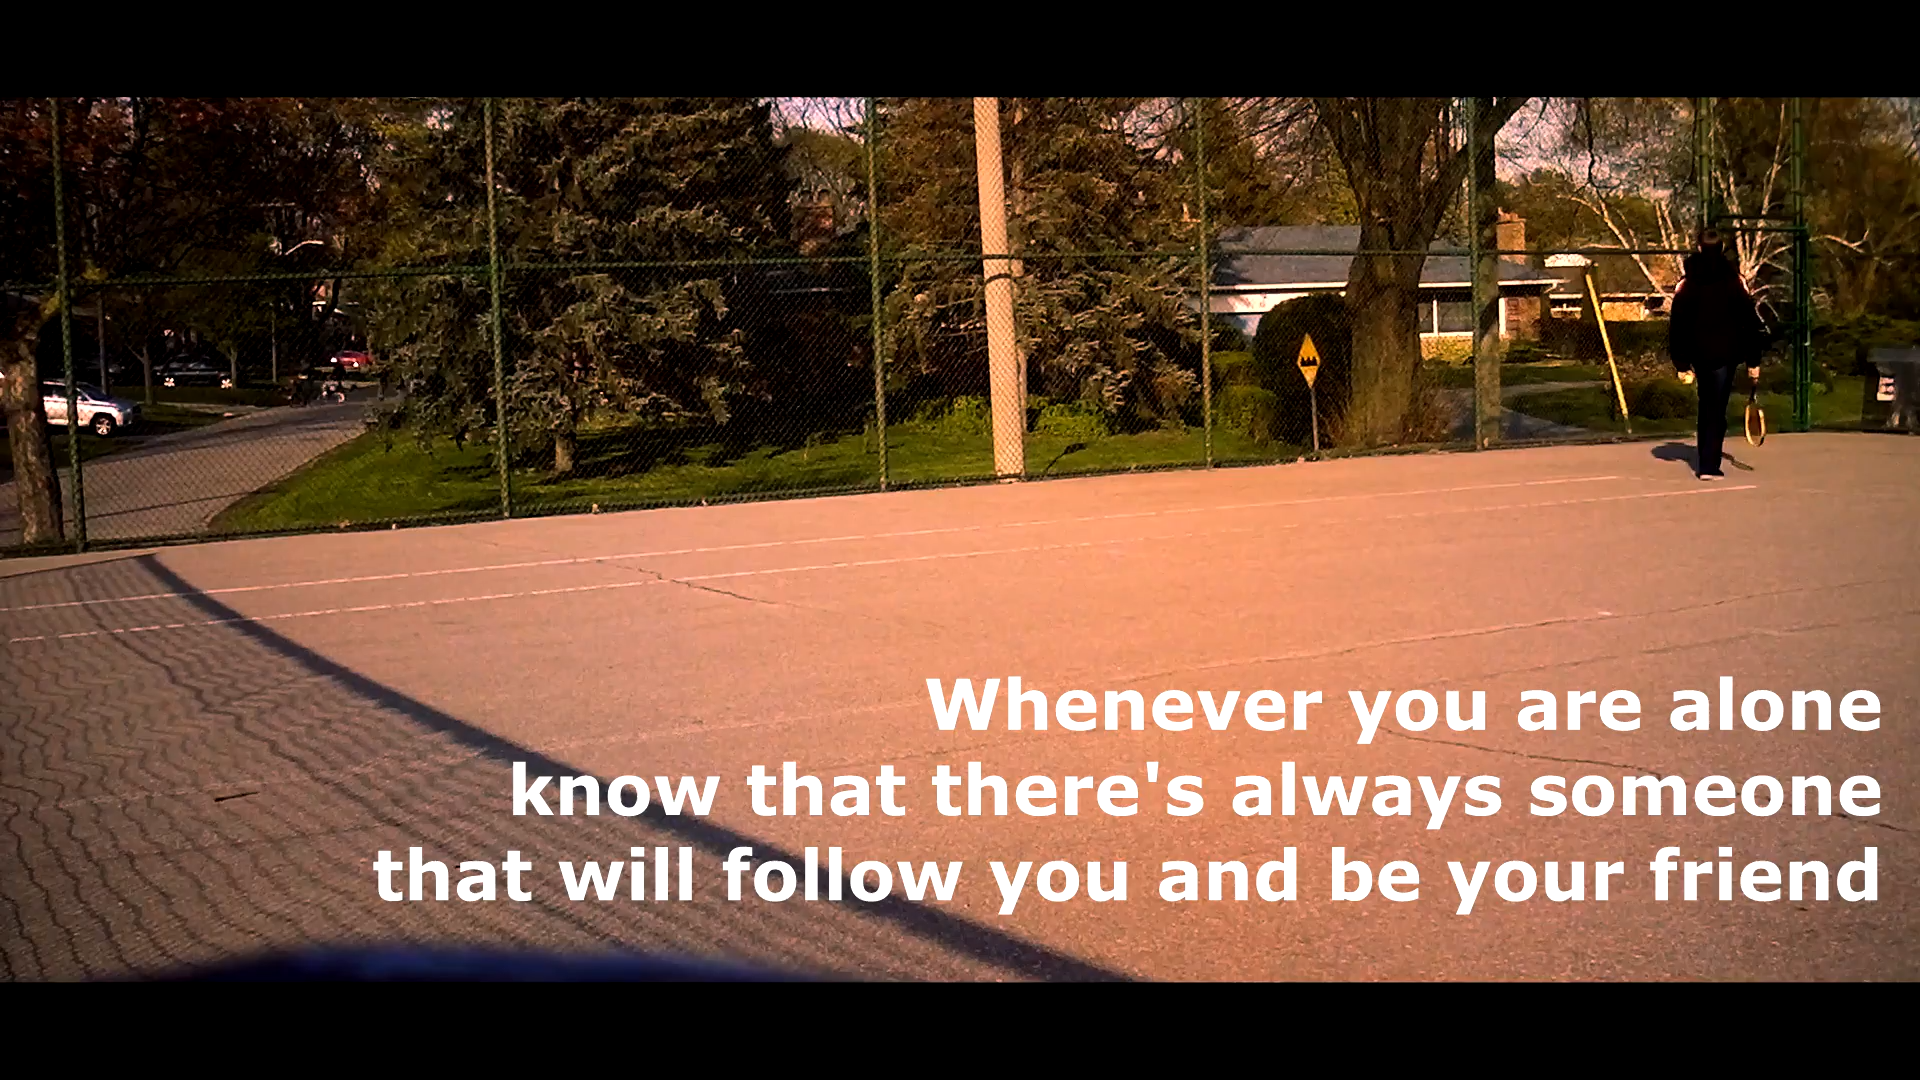 Whenever you are alone
know that there's always someone
that will follow you and be your friend